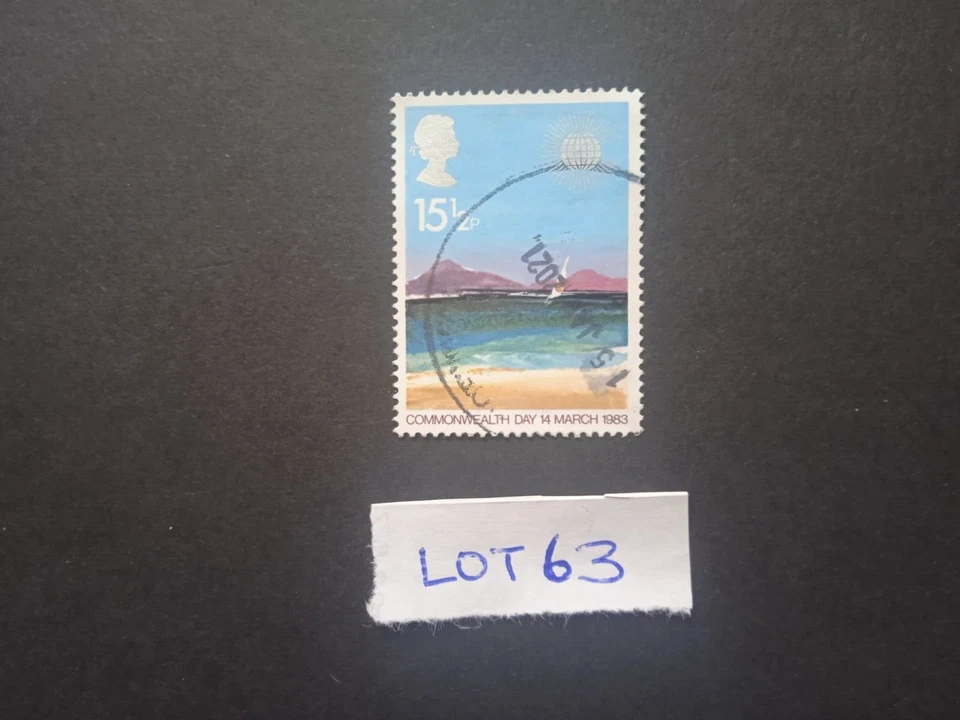 15½P
COMMONWEALTH DAY 14 MARCH 1983
LOT 63